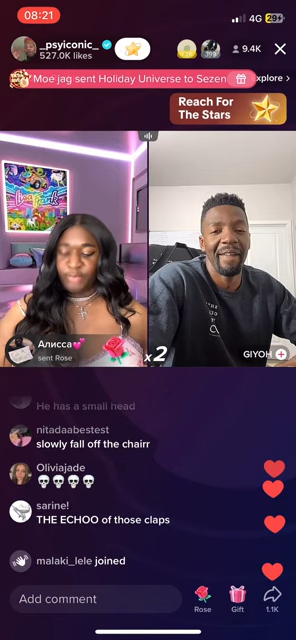 08:21
4G 29+
_psyiconic_
527.0K likes
9.4K
Moé jag sent Holiday Universe to Sezen
xplore >
Reach For
The Stars
Алисса💕
sent Rose
x2
GIYOH
He has a small head
nitadaabestest
slowly fall off the chairr
Oliviajade
💀💀💀💀
sarine!
THE ECHOO of those claps
malaki_lele joined
Add comment
Rose
Gift
1.1K